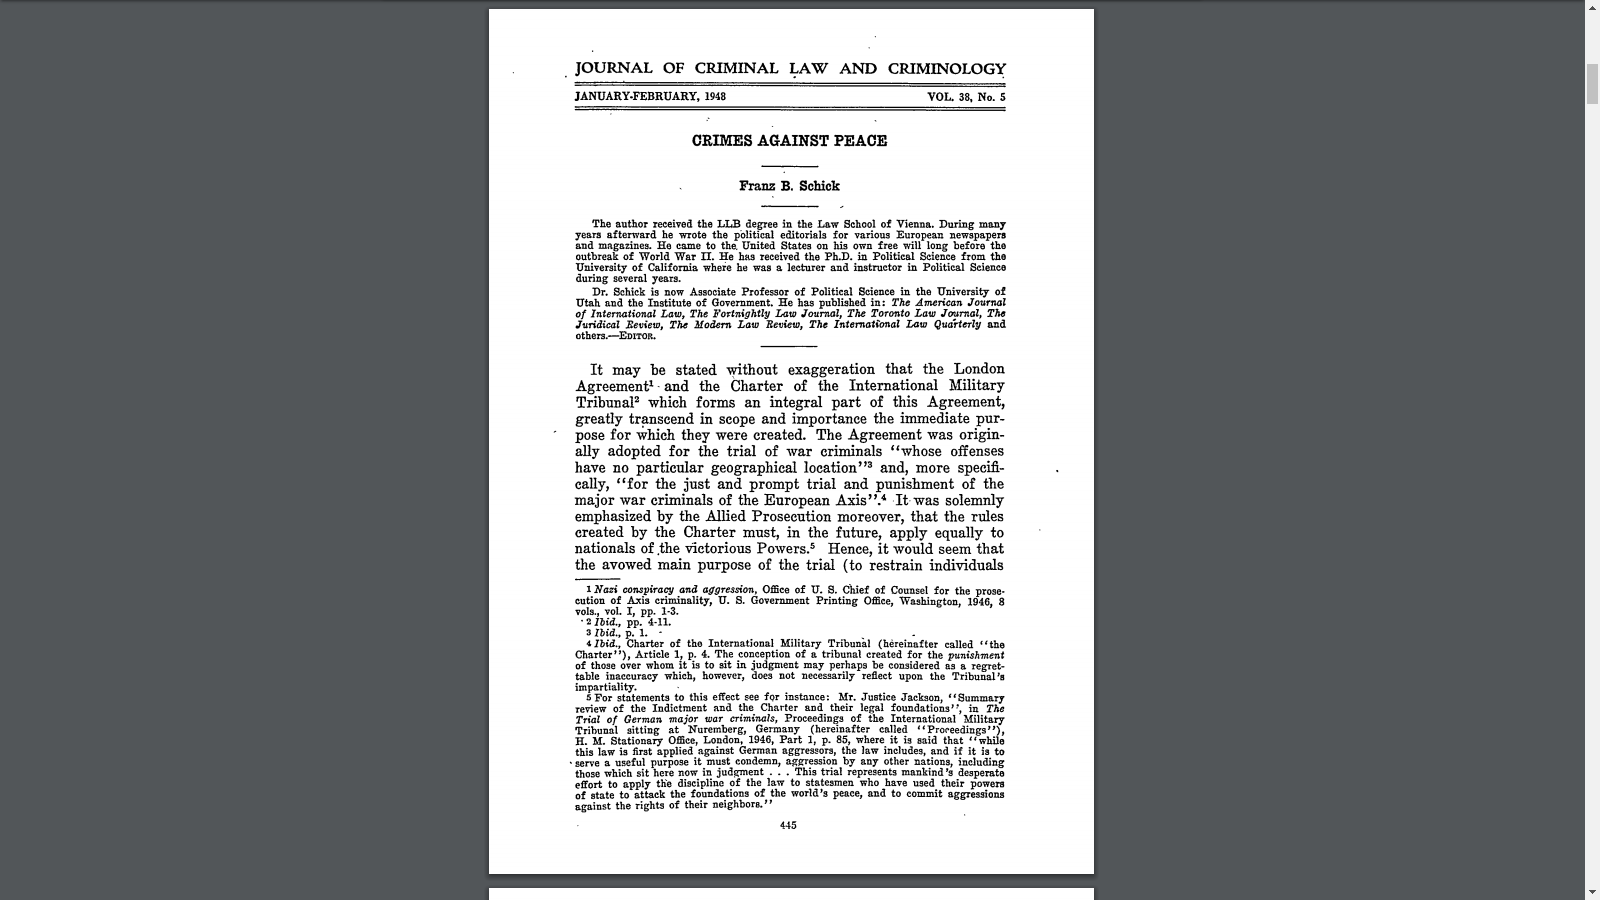 JOURNAL OF CRIMINAL LAW AND CRIMINOLOGY
JANUARY-FEBRUARY, 1948 VOL. 38, No. 5
CRIMES AGAINST PEACE
Franz B. Schick
The author received the LLB degree in the Law School of Vienna. During many
years afterward he wrote the political editorials for various European newspapers
and magazines. He came to the United States on his own free will long before the
outbreak of World War II. He has received the Ph.D. in Political Science from the
University of California where he was a lecturer and instructor in Political Science
during several years.
Dr. Schick is now Associate Professor of Political Science in the University of
Utah and the Institute of Government. He has published in: The American Journal
of International Law, The Fortnightly Law Journal, The Toronto Law Journal, The
Juridical Review, The Modern Law Review, The International Law Quarterly and
others.—EDITOR.
It may be stated without exaggeration that the London
Agreement¹ and the Charter of the International Military
Tribunal² which forms an integral part of this Agreement,
greatly transcend in scope and importance the immediate pur-
pose for which they were created. The Agreement was origin-
ally adopted for the trial of war criminals ‘‘whose offenses
have no particular geographical location’’³ and, more specifi-
cally, ‘‘for the just and prompt trial and punishment of the
major war criminals of the European Axis’’.⁴ It was solemnly
emphasized by the Allied Prosecution moreover, that the rules
created by the Charter must, in the future, apply equally to
nationals of the victorious Powers.⁵ Hence, it would seem that
the avowed main purpose of the trial (to restrain individuals
1 Nazi conspiracy and aggression, Office of U. S. Chief of Counsel for the prose-
cution of Axis criminality, U. S. Government Printing Office, Washington, 1946, 8
vols., vol. I, pp. 1-3.
2 Ibid., pp. 4-11.
3 Ibid., p. 1.
4 Ibid., Charter of the International Military Tribunal (hereinafter called ‘‘the
Charter’’), Article 1, p. 4. The conception of a tribunal created for the punishment
of those over whom it is to sit in judgment may perhaps be considered as a regret-
table inaccuracy which, however, does not necessarily reflect upon the Tribunal's
impartiality.
5 For statements to this effect see for instance: Mr. Justice Jackson, ‘‘Summary
review of the Indictment and the Charter and their legal foundations’’, in The
Trial of German major war criminals, Proceedings of the International Military
Tribunal sitting at Nuremberg, Germany (hereinafter called ‘‘Proceedings’’),
H. M. Stationary Office, London, 1946, Part 1, p. 85, where it is said that ‘‘while
this law is first applied against German aggressors, the law includes, and if it is to
serve a useful purpose it must condemn, aggression by any other nations, including
those which sit here now in judgment . . . This trial represents mankind's desperate
effort to apply the discipline of the law to statesmen who have used their powers
of state to attack the foundations of the world's peace, and to commit aggressions
against the rights of their neighbors.’’
445